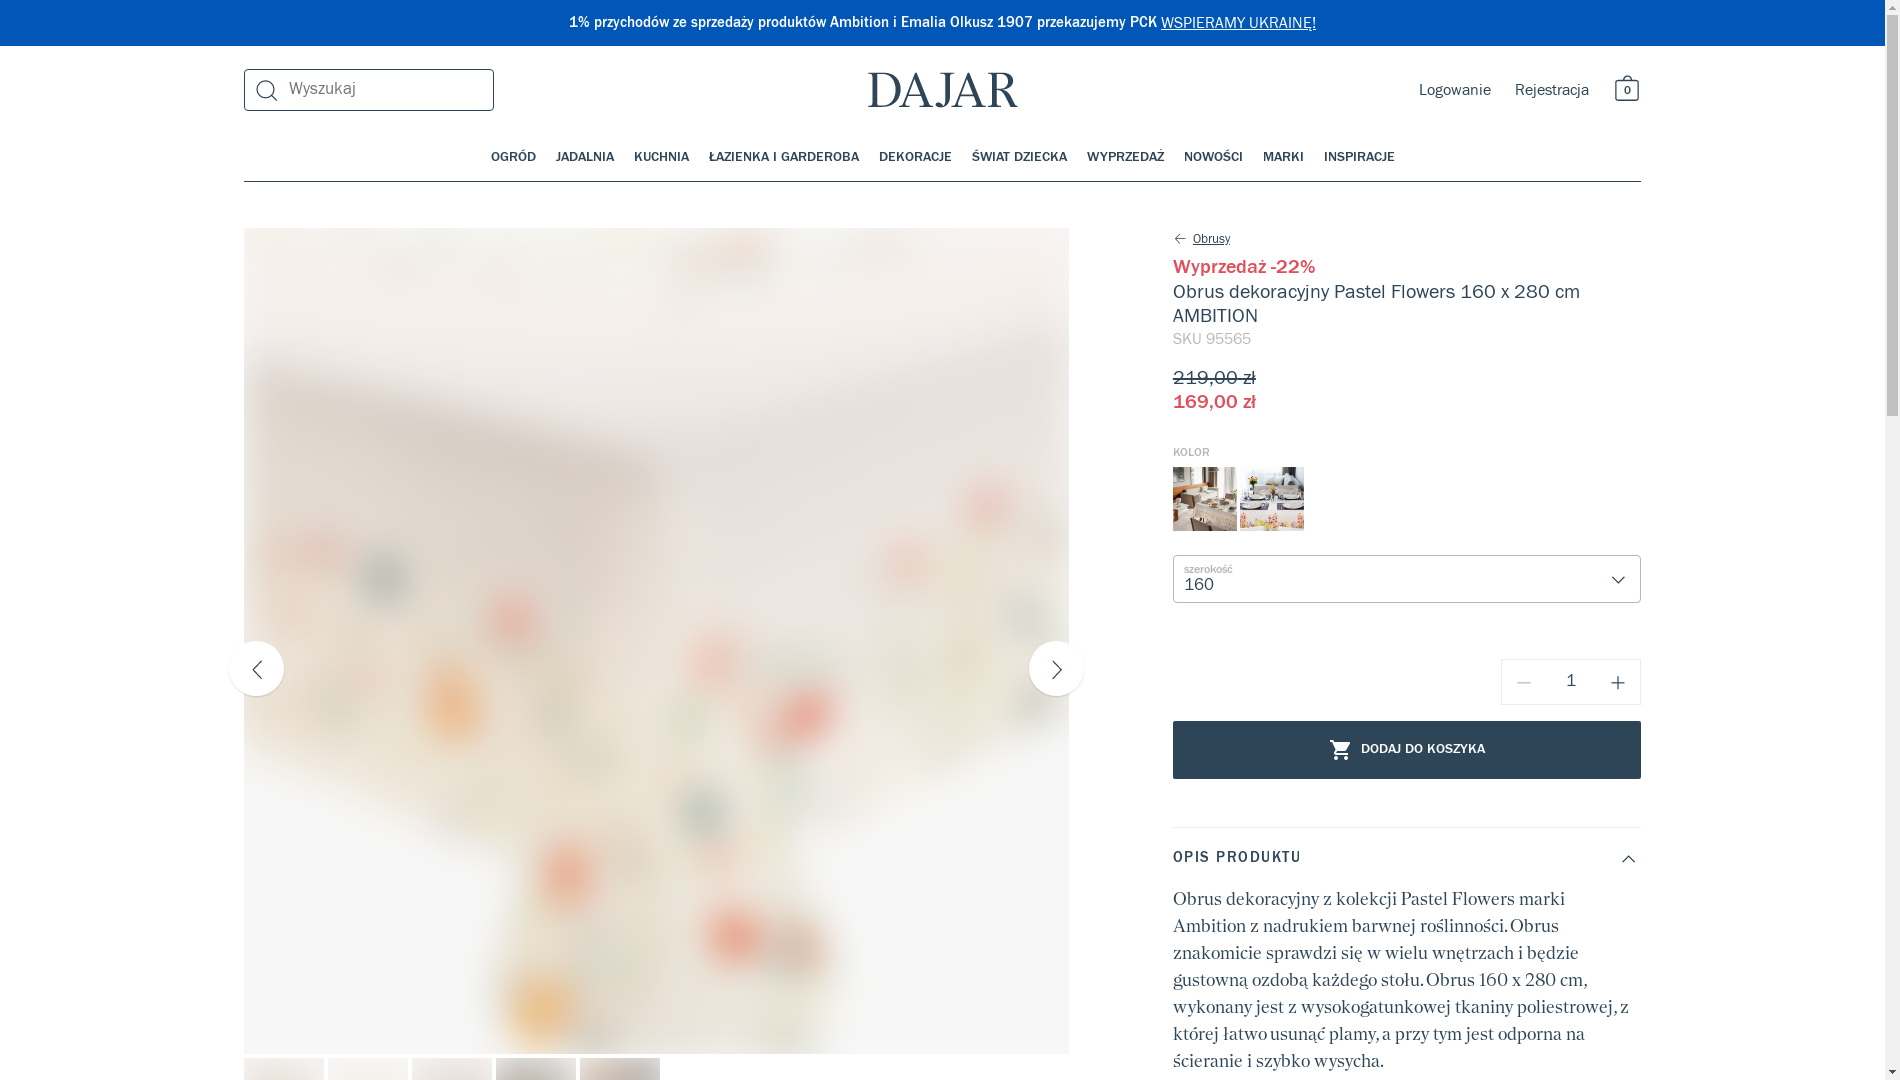 1% przychodów ze sprzedaży produktów Ambition i Emalia Olkusz 1907 przekazujemy PCK WSPIERAMY UKRAINĘ!
Wyszukaj
DAJAR
Logowanie
Rejestracja
0
OGRÓD
JADALNIA
KUCHNIA
ŁAZIENKA I GARDEROBA
DEKORACJE
ŚWIAT DZIECKA
WYPRZEDAŻ
NOWOŚCI
MARKI
INSPIRACJE
Obrusy
Wyprzedaż -22%
Obrus dekoracyjny Pastel Flowers 160 x 280 cm
AMBITION
SKU 95565
219,00 zł
169,00 zł
KOLOR
szerokość
160
1
DODAJ DO KOSZYKA
OPIS PRODUKTU
Obrus dekoracyjny z kolekcji Pastel Flowers marki
Ambition z nadrukiem barwnej roślinności. Obrus
znakomicie sprawdzi się w wielu wnętrzach i będzie
gustowną ozdobą każdego stołu. Obrus 160 x 280 cm,
wykonany jest z wysokogatunkowej tkaniny poliestrowej, z
której łatwo usunąć plamy, a przy tym jest odporna na
ścieranie i szybko wysycha.